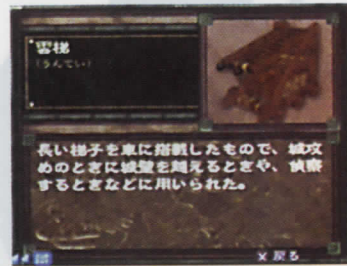 雲梯
(うんてい)
長い梯子を車に搭載したもので、城攻
めのときに城壁を越えるときや、偵察
するときなどに用いられた。
× 戻る